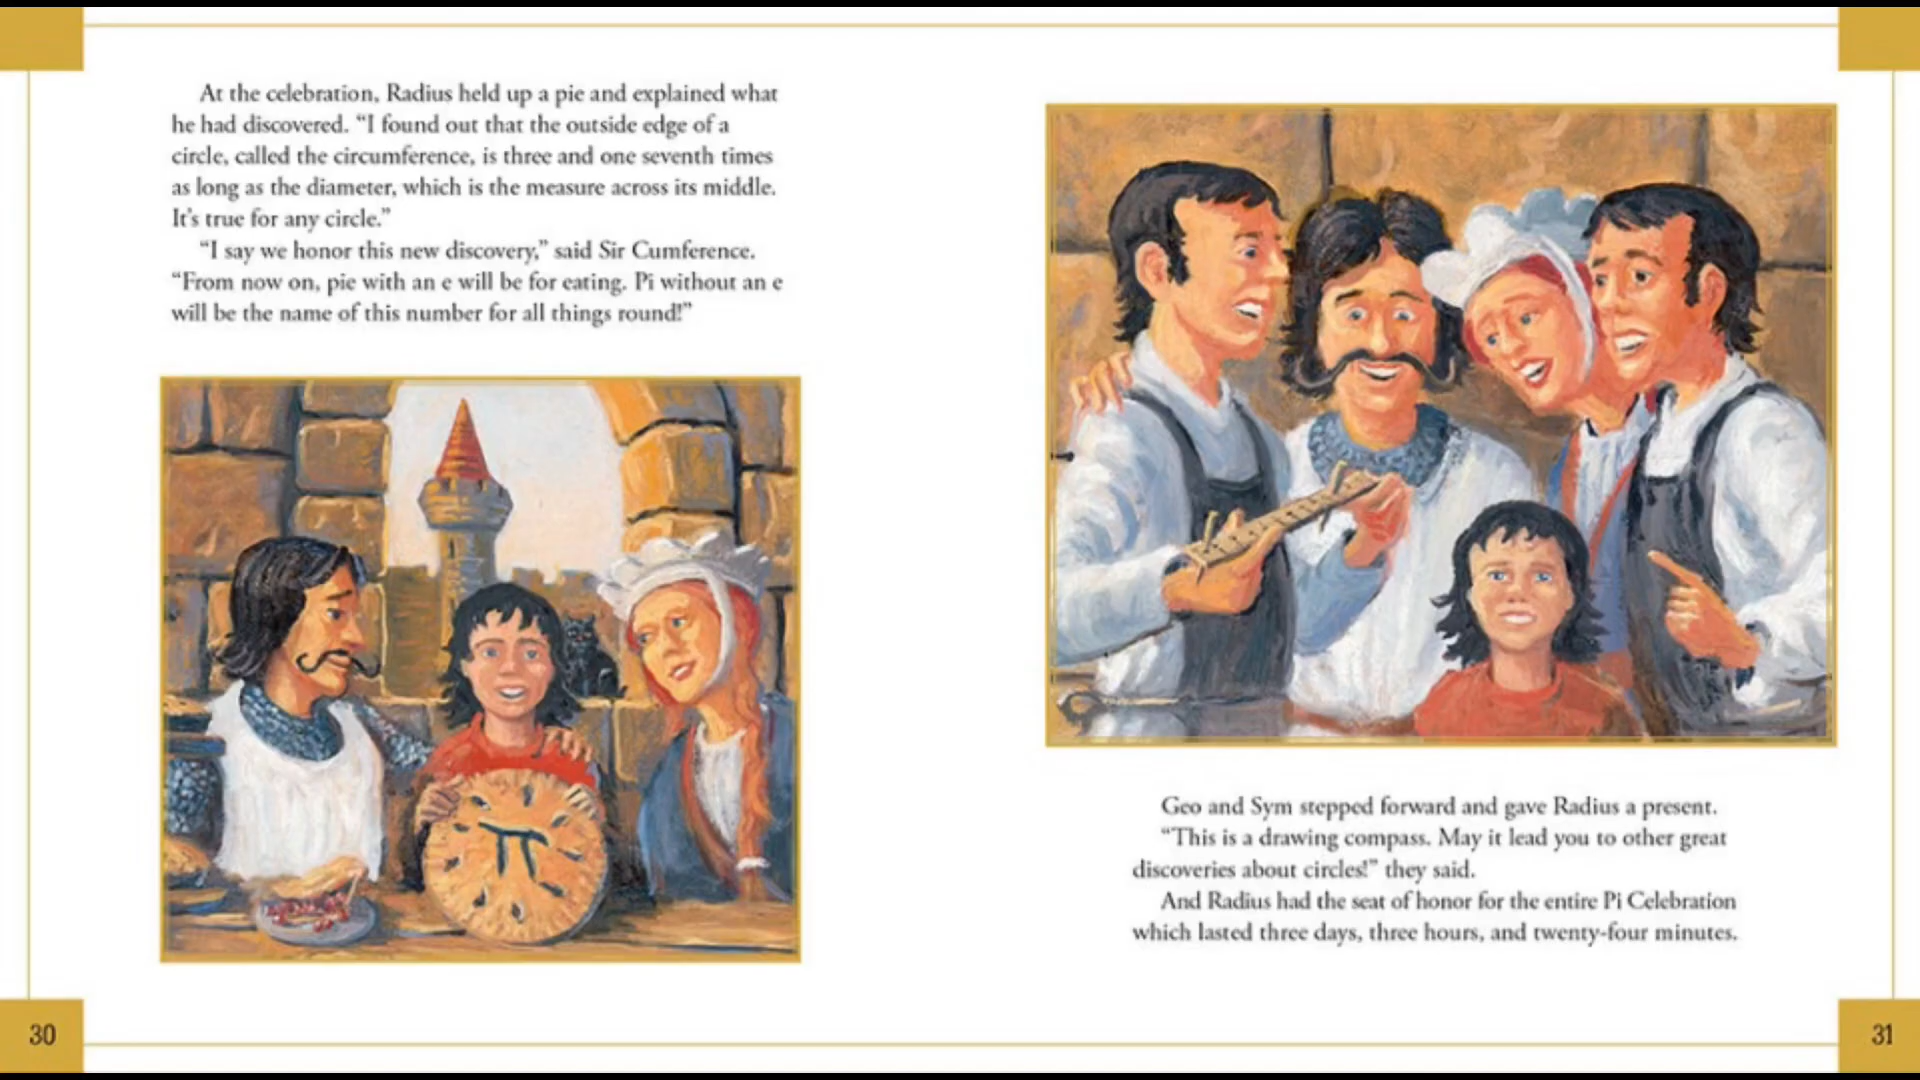 At the celebration, Radius held up a pie and explained what
he had discovered. “I found out that the outside edge of a
circle, called the circumference, is three and one seventh times
as long as the diameter, which is the measure across its middle.
It’s true for any circle.”
“I say we honor this new discovery,” said Sir Cumference.
“From now on, pie with an e will be for eating. Pi without an e
will be the name of this number for all things round!”
π
30
Geo and Sym stepped forward and gave Radius a present.
“This is a drawing compass. May it lead you to other great
discoveries about circles!” they said.
And Radius had the seat of honor for the entire Pi Celebration
which lasted three days, three hours, and twenty-four minutes.
31